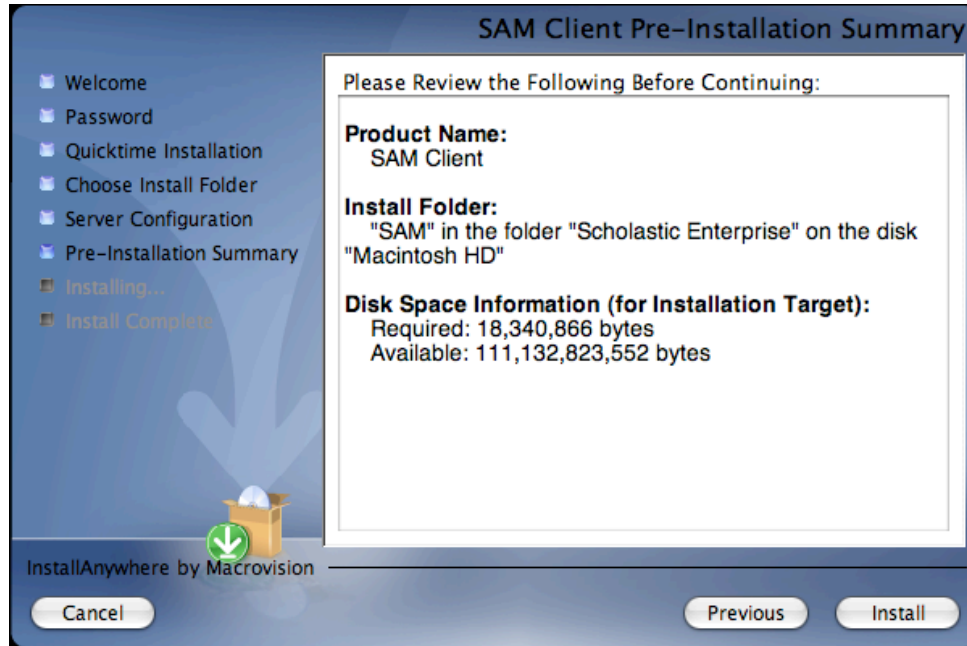 SAM Client Pre-Installation Summary
Welcome
Password
Quicktime Installation
Choose Install Folder
Server Configuration
Pre-Installation Summary
Installing...
Install Complete
Please Review the Following Before Continuing:
Product Name:
SAM Client
Install Folder:
"SAM" in the folder "Scholastic Enterprise" on the disk
"Macintosh HD"
Disk Space Information (for Installation Target):
Required: 18,340,866 bytes
Available: 111,132,823,552 bytes
InstallAnywhere by Macrovision
Cancel
Previous
Install